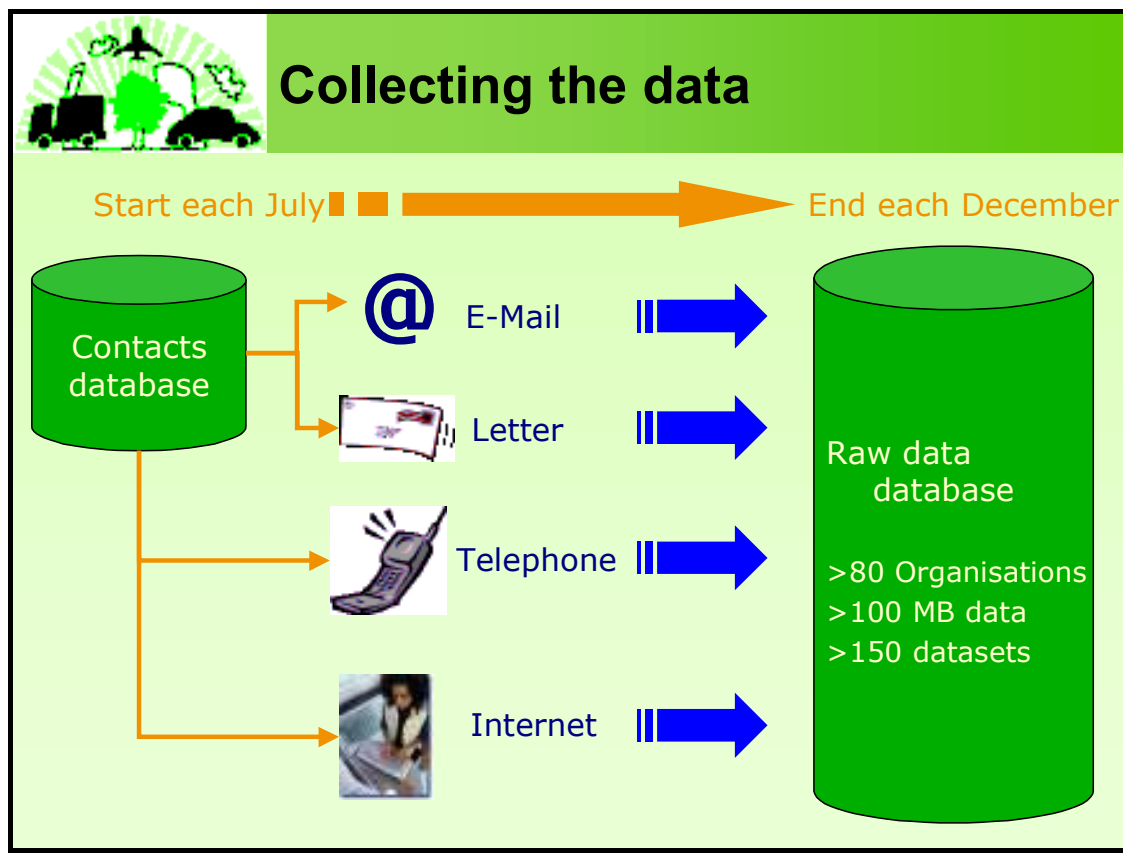 Collecting the data
Start each July
End each December
Contacts
database
@
E-Mail
Letter
Telephone
Internet
Raw data
database
>80 Organisations
>100 MB data
>150 datasets